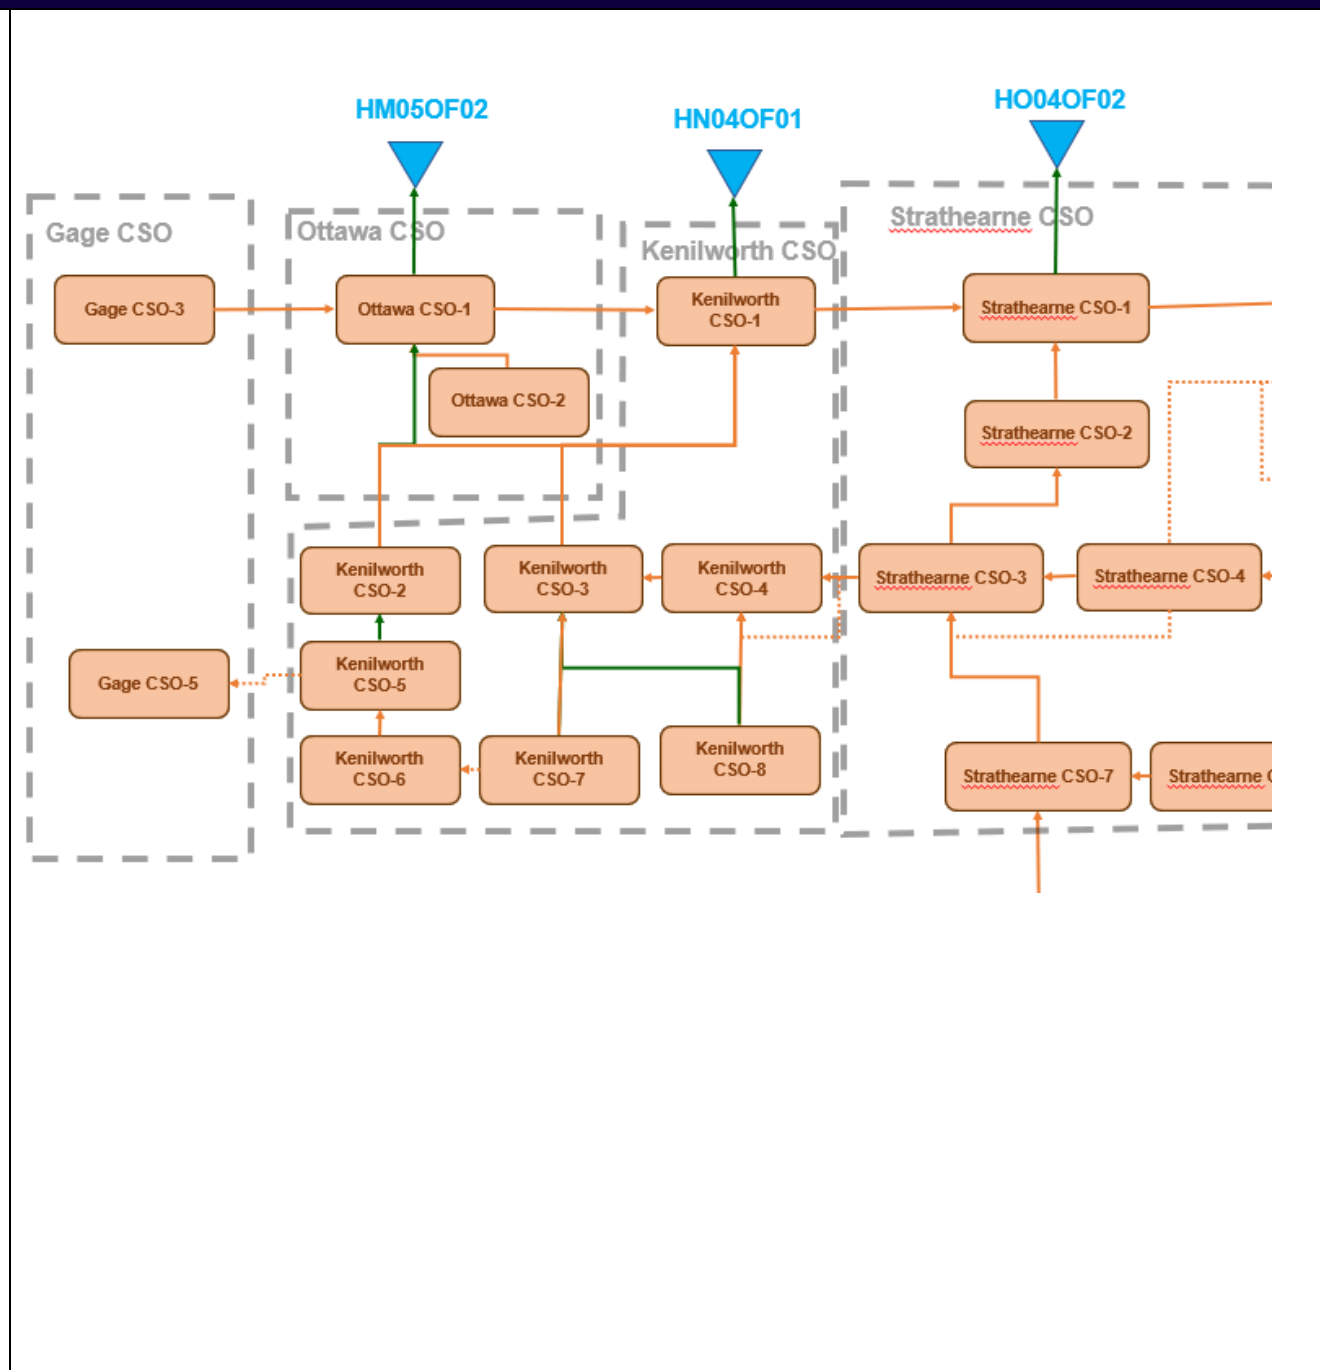 HM05OF02
HN04OF01
HO04OF02
Gage CSO
Ottawa CSO
Kenilworth CSO
Strathearne CSO
Gage CSO-3
Ottawa CSO-1
Kenilworth
CSO-1
Strathearne CSO-1
Ottawa CSO-2
Strathearne CSO-2
Kenilworth
CSO-2
Kenilworth
CSO-3
Kenilworth
CSO-4
Strathearne CSO-3
Strathearne CSO-4
Gage CSO-5
Kenilworth
CSO-5
Kenilworth
CSO-6
Kenilworth
CSO-7
Kenilworth
CSO-8
Strathearne CSO-7
Strathearne